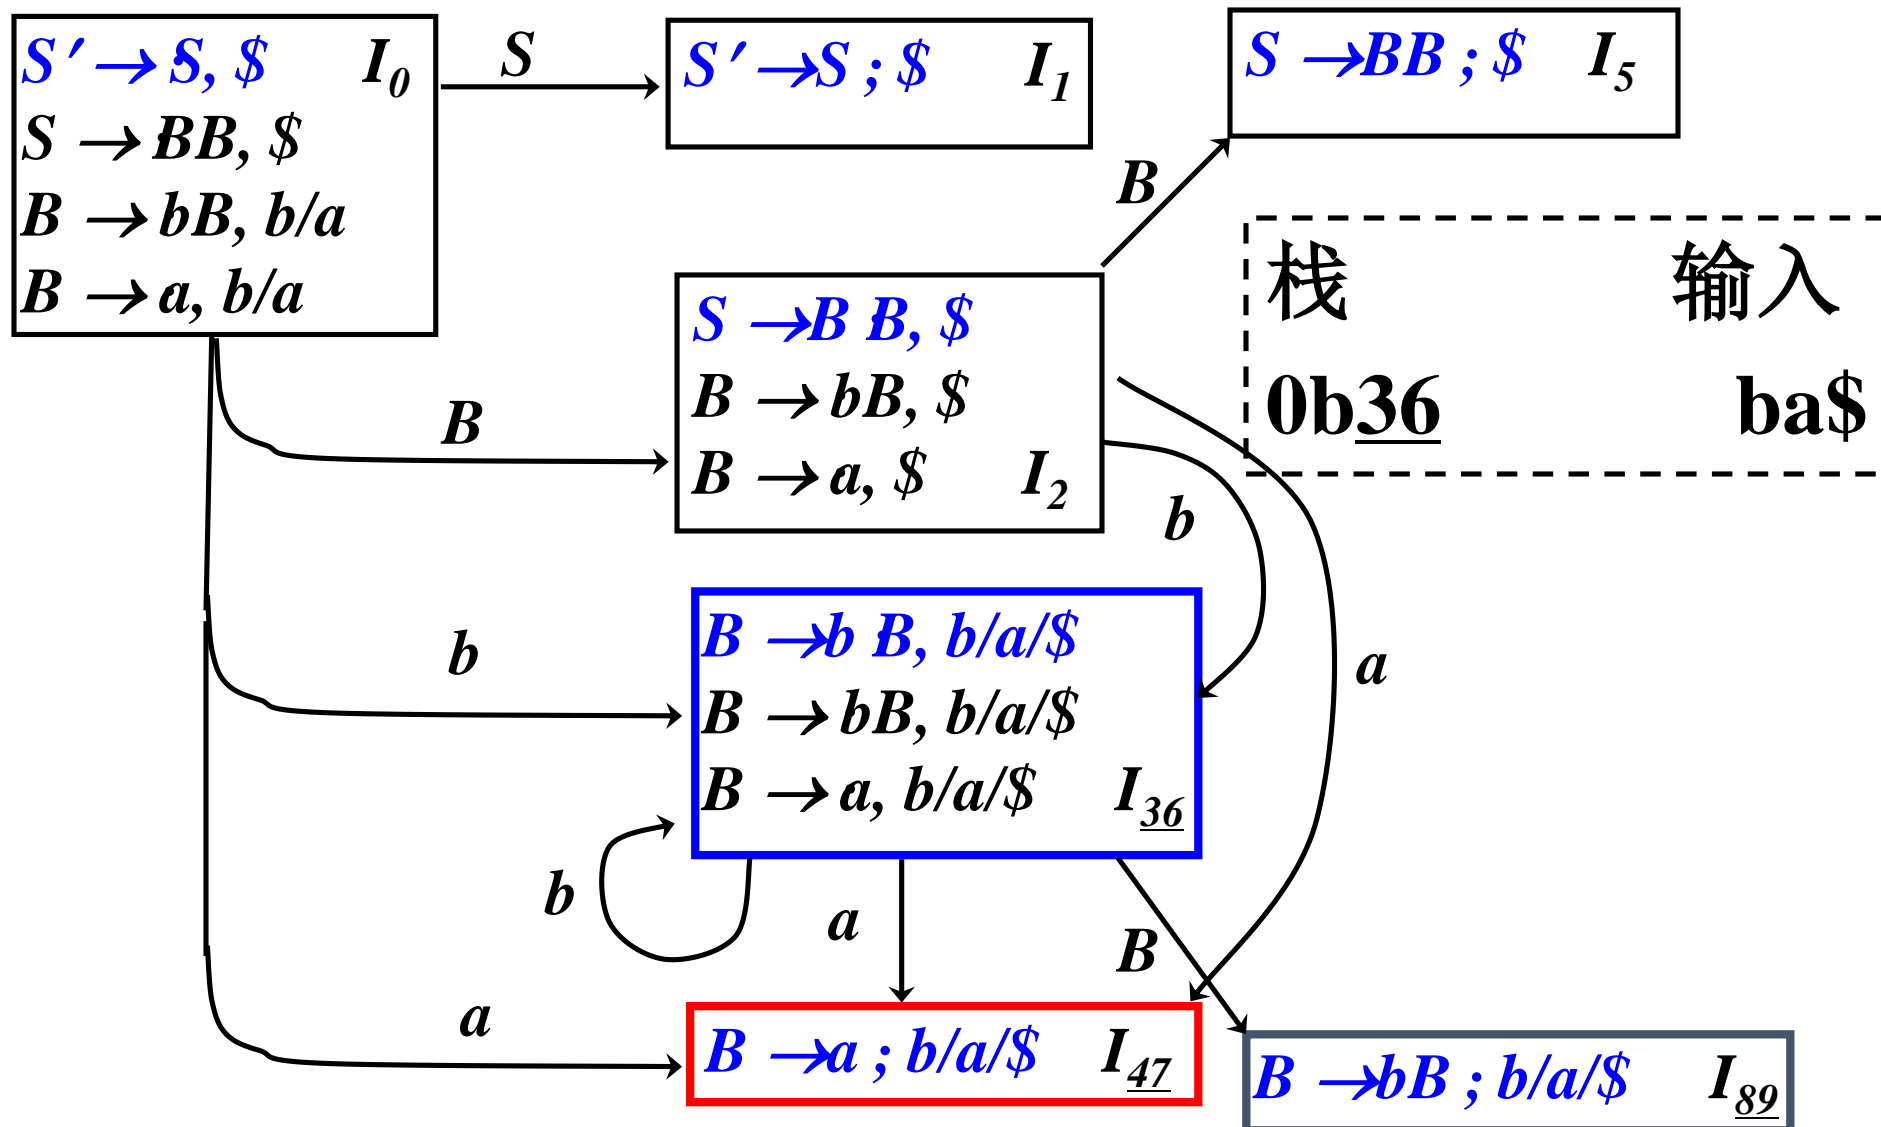 S′ → ·S, $ I0
S → ·BB, $
B → ·bB, b/a
B → ·a, b/a
S
S′ → S·, $ I1
S → BB·, $ I5
B
栈 输入
0b36 ba$
S → B·B, $
B → ·bB, $
B → ·a, $ I2
B
b
a
B → b·B, b/a/$
B → ·bB, b/a/$
B → ·a, b/a/$ I36
b
b
a
B
a
B → a·, b/a/$ I47
B → bB·, b/a/$ I89